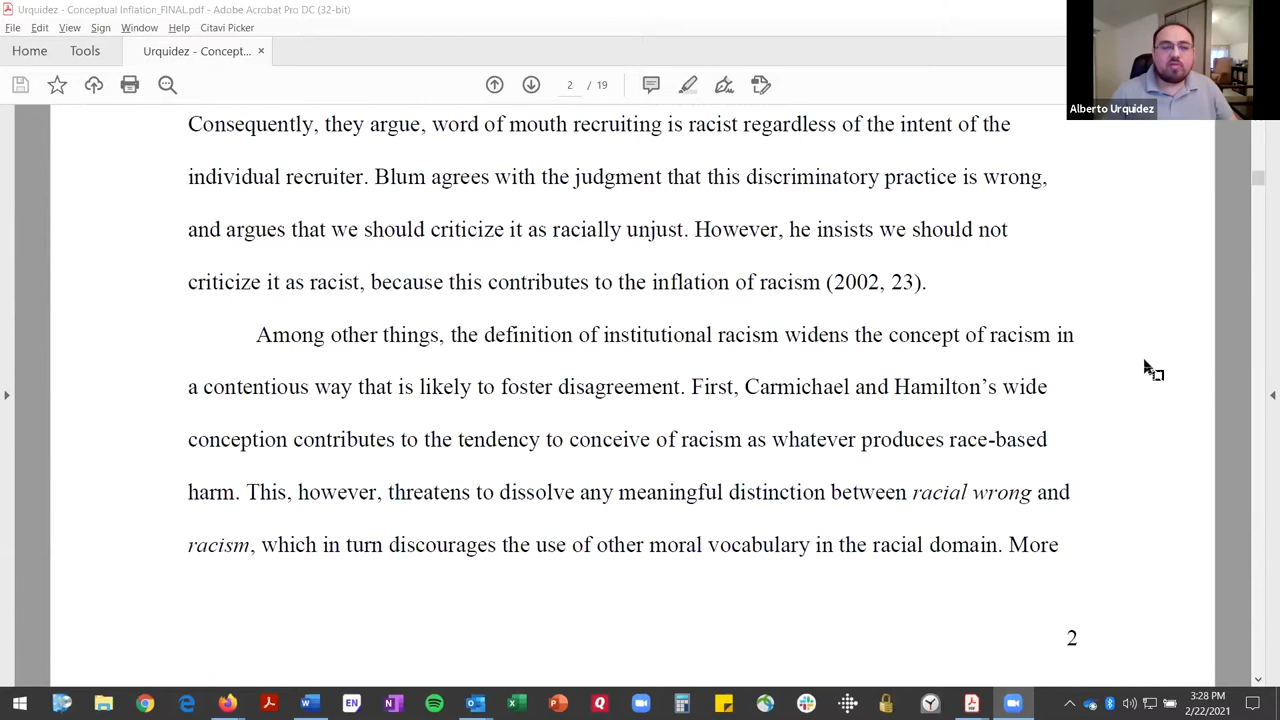 Urquidez - Conceptual Inflation_FINAL.pdf - Adobe Acrobat Pro DC (32-bit)
File Edit View Sign Window Help Citavi Picker
Home Tools Urquidez - Concept... ×
2 / 19
Alberto Urquidez
Consequently, they argue, word of mouth recruiting is racist regardless of the intent of the
individual recruiter. Blum agrees with the judgment that this discriminatory practice is wrong,
and argues that we should criticize it as racially unjust. However, he insists we should not
criticize it as racist, because this contributes to the inflation of racism (2002, 23).
Among other things, the definition of institutional racism widens the concept of racism in
a contentious way that is likely to foster disagreement. First, Carmichael and Hamilton’s wide
conception contributes to the tendency to conceive of racism as whatever produces race-based
harm. This, however, threatens to dissolve any meaningful distinction between racial wrong and
racism, which in turn discourages the use of other moral vocabulary in the racial domain. More
2
EN
3:28 PM
2/22/2021